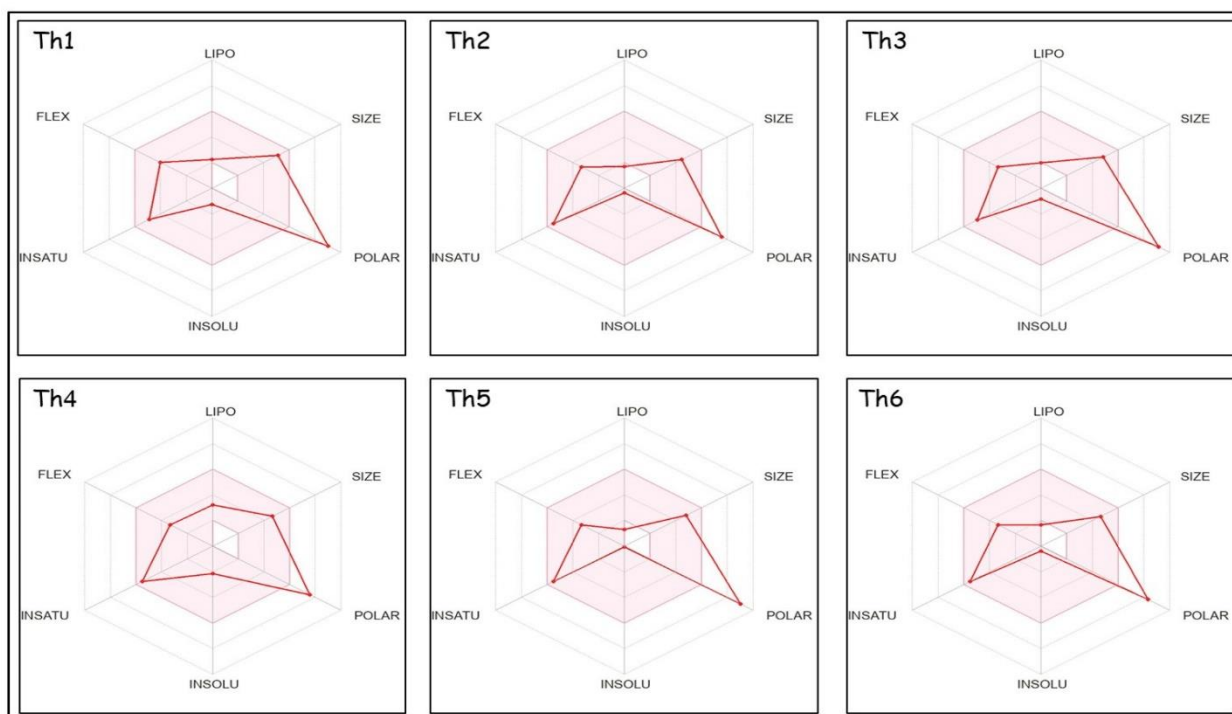 Th1
LIPO
FLEX
SIZE
INSATU
POLAR
INSOLU
Th2
LIPO
FLEX
SIZE
INSATU
POLAR
INSOLU
Th3
LIPO
FLEX
SIZE
INSATU
POLAR
INSOLU
Th4
LIPO
FLEX
SIZE
INSATU
POLAR
INSOLU
Th5
LIPO
FLEX
SIZE
INSATU
POLAR
INSOLU
Th6
LIPO
FLEX
SIZE
INSATU
POLAR
INSOLU